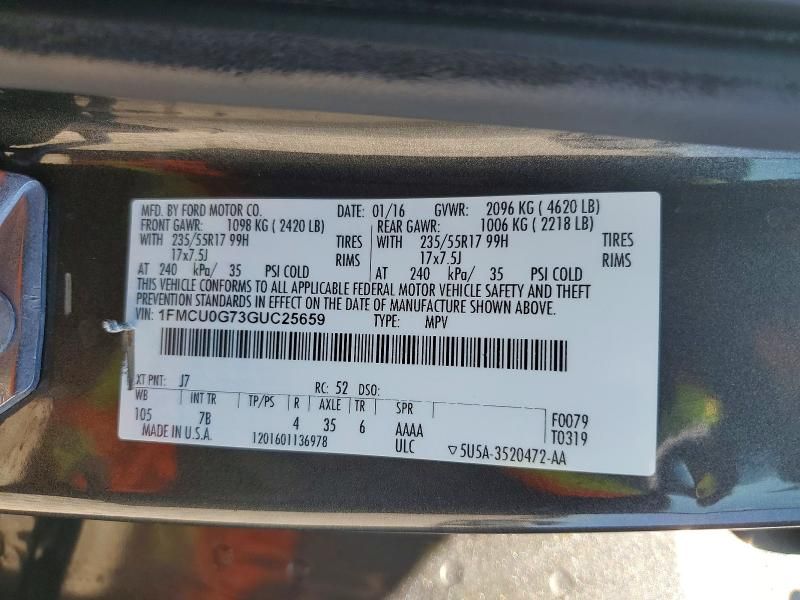 MFD. BY FORD MOTOR CO. DATE: 01/16 GVWR: 2096 KG ( 4620 LB)
FRONT GAWR: 1098 KG ( 2420 LB) REAR GAWR: 1006 KG ( 2218 LB)
WITH 235/55R17 99H TIRES WITH 235/55R17 99H TIRES
17x7.5J RIMS 17x7.5J RIMS
AT 240 kPa/ 35 PSI COLD AT 240 kPa/ 35 PSI COLD
THIS VEHICLE CONFORMS TO ALL APPLICABLE FEDERAL MOTOR VEHICLE SAFETY AND THEFT
PREVENTION STANDARDS IN EFFECT ON THE DATE OF MANUFACTURE SHOWN ABOVE.
VIN: 1FMCU0G73GUC25659 TYPE: MPV
XT PNT: J7 RC: 52 DSO:
WB INT TR TP/PS R AXLE TR SPR
105 7B 4 35 6 AAAA F0079
MADE IN U.S.A. 1201601136978 ULC T0319
▽5U5A-3520472-AA